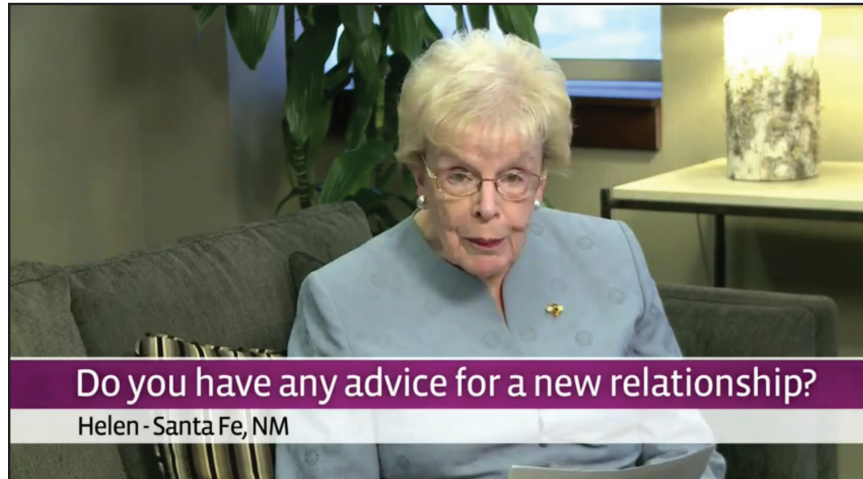 Do you have any advice for a new relationship?
Helen - Santa Fe, NM